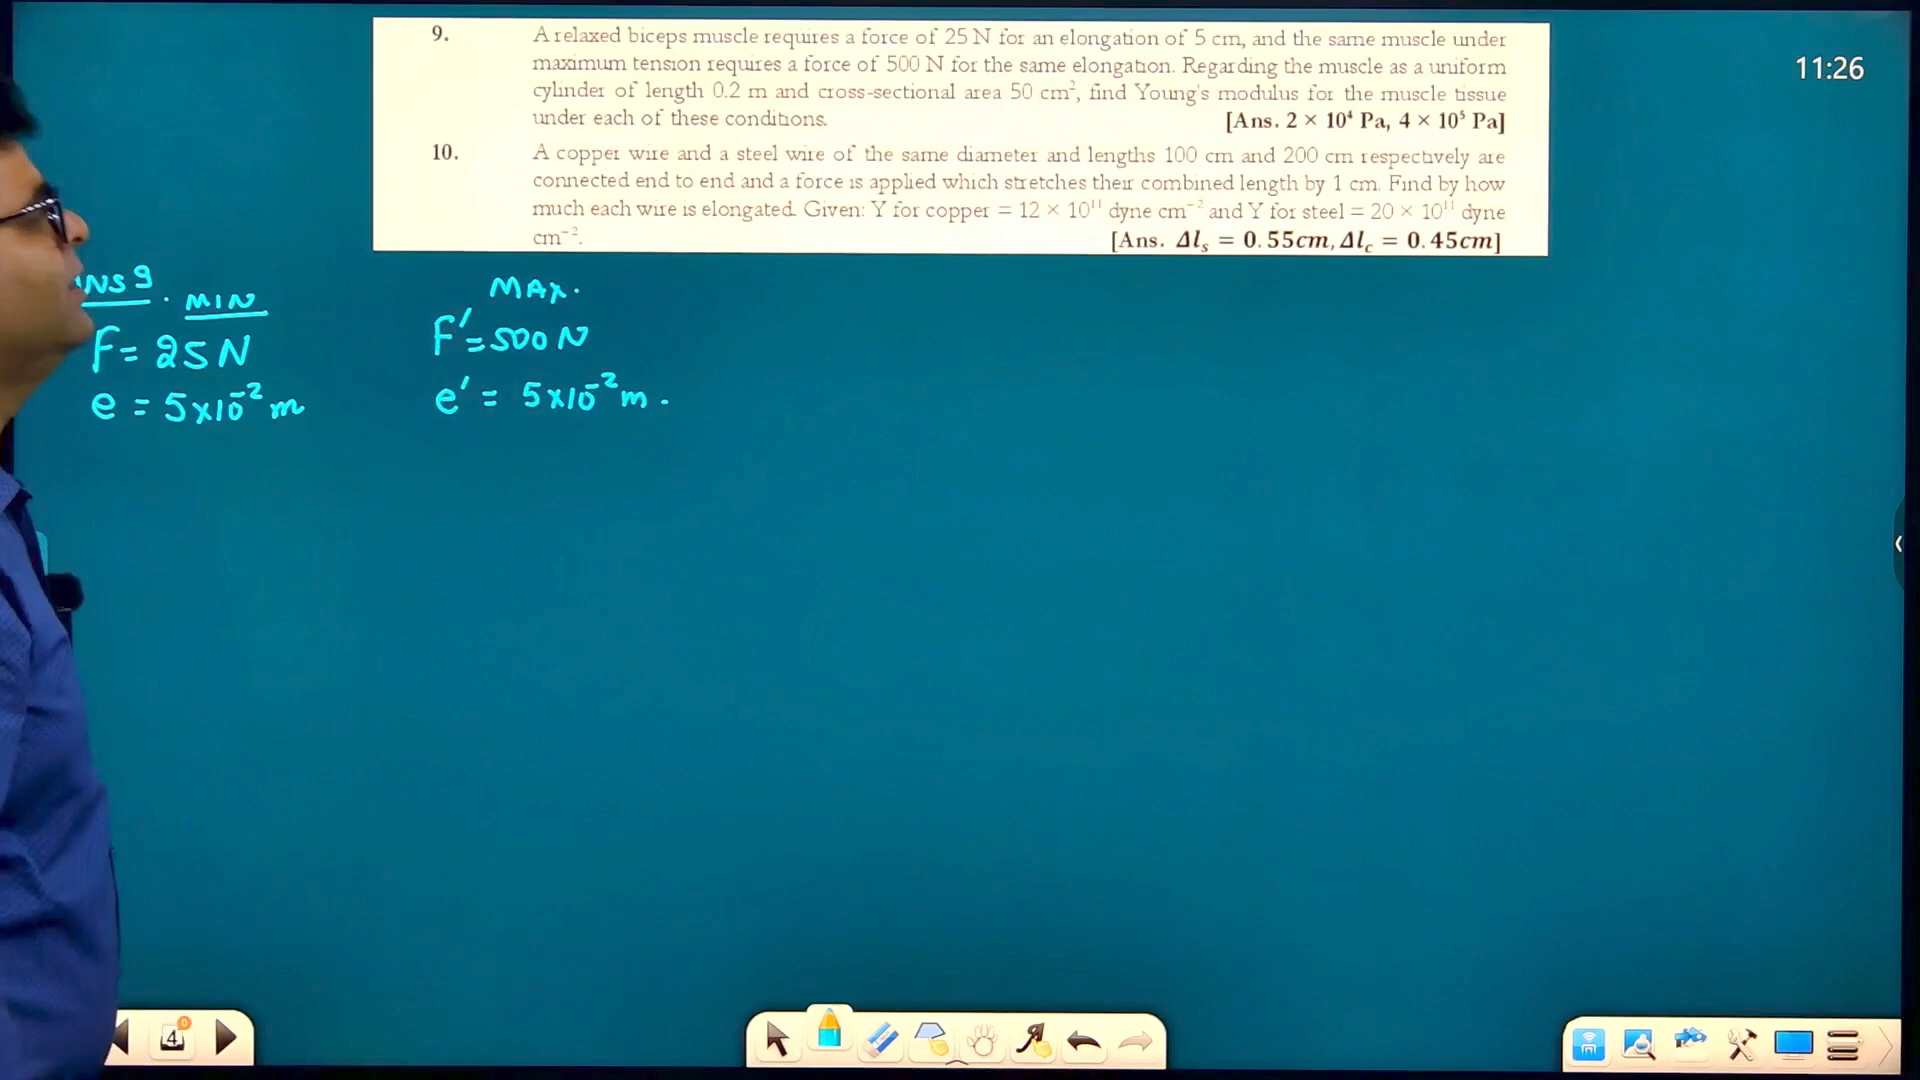 11:26
9. A relaxed biceps muscle requires a force of 25 N for an elongation of 5 cm, and the same muscle under
maximum tension requires a force of 500 N for the same elongation. Regarding the muscle as a uniform
cylinder of length 0.2 m and cross-sectional area 50 cm², find Young's modulus for the muscle tissue
under each of these conditions. [Ans. 2 × 10⁴ Pa, 4 × 10⁵ Pa]
10. A copper wire and a steel wire of the same diameter and lengths 100 cm and 200 cm respectively are
connected end to end and a force is applied which stretches their combined length by 1 cm. Find by how
much each wire is elongated. Given: Y for copper = 12 × 10¹¹ dyne cm⁻² and Y for steel = 20 × 10¹¹ dyne
cm⁻². [Ans. Δlₛ = 0.55cm, Δl꜀ = 0.45cm]
NS 9. MIN
F = 25 N
e = 5×10⁻² m
MAX.
F' = 500 N
e' = 5×10⁻² m.
4
0